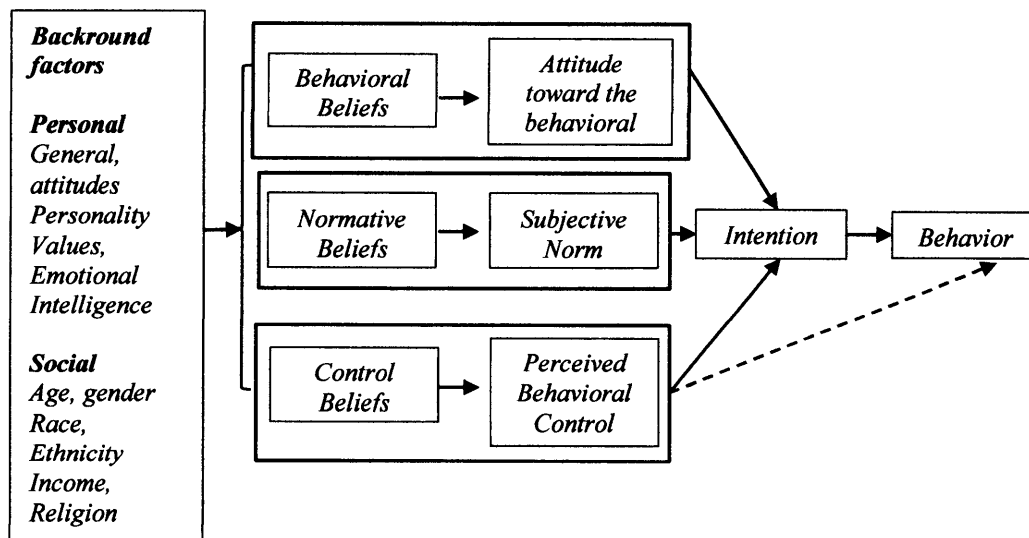 Backround
factors
Personal
General,
attitudes
Personality
Values,
Emotional
Intelligence
Social
Age, gender
Race,
Ethnicity
Income,
Religion
Behavioral
Beliefs
Attitude
toward the
behavioral
Normative
Beliefs
Subjective
Norm
Control
Beliefs
Perceived
Behavioral
Control
Intention
Behavior